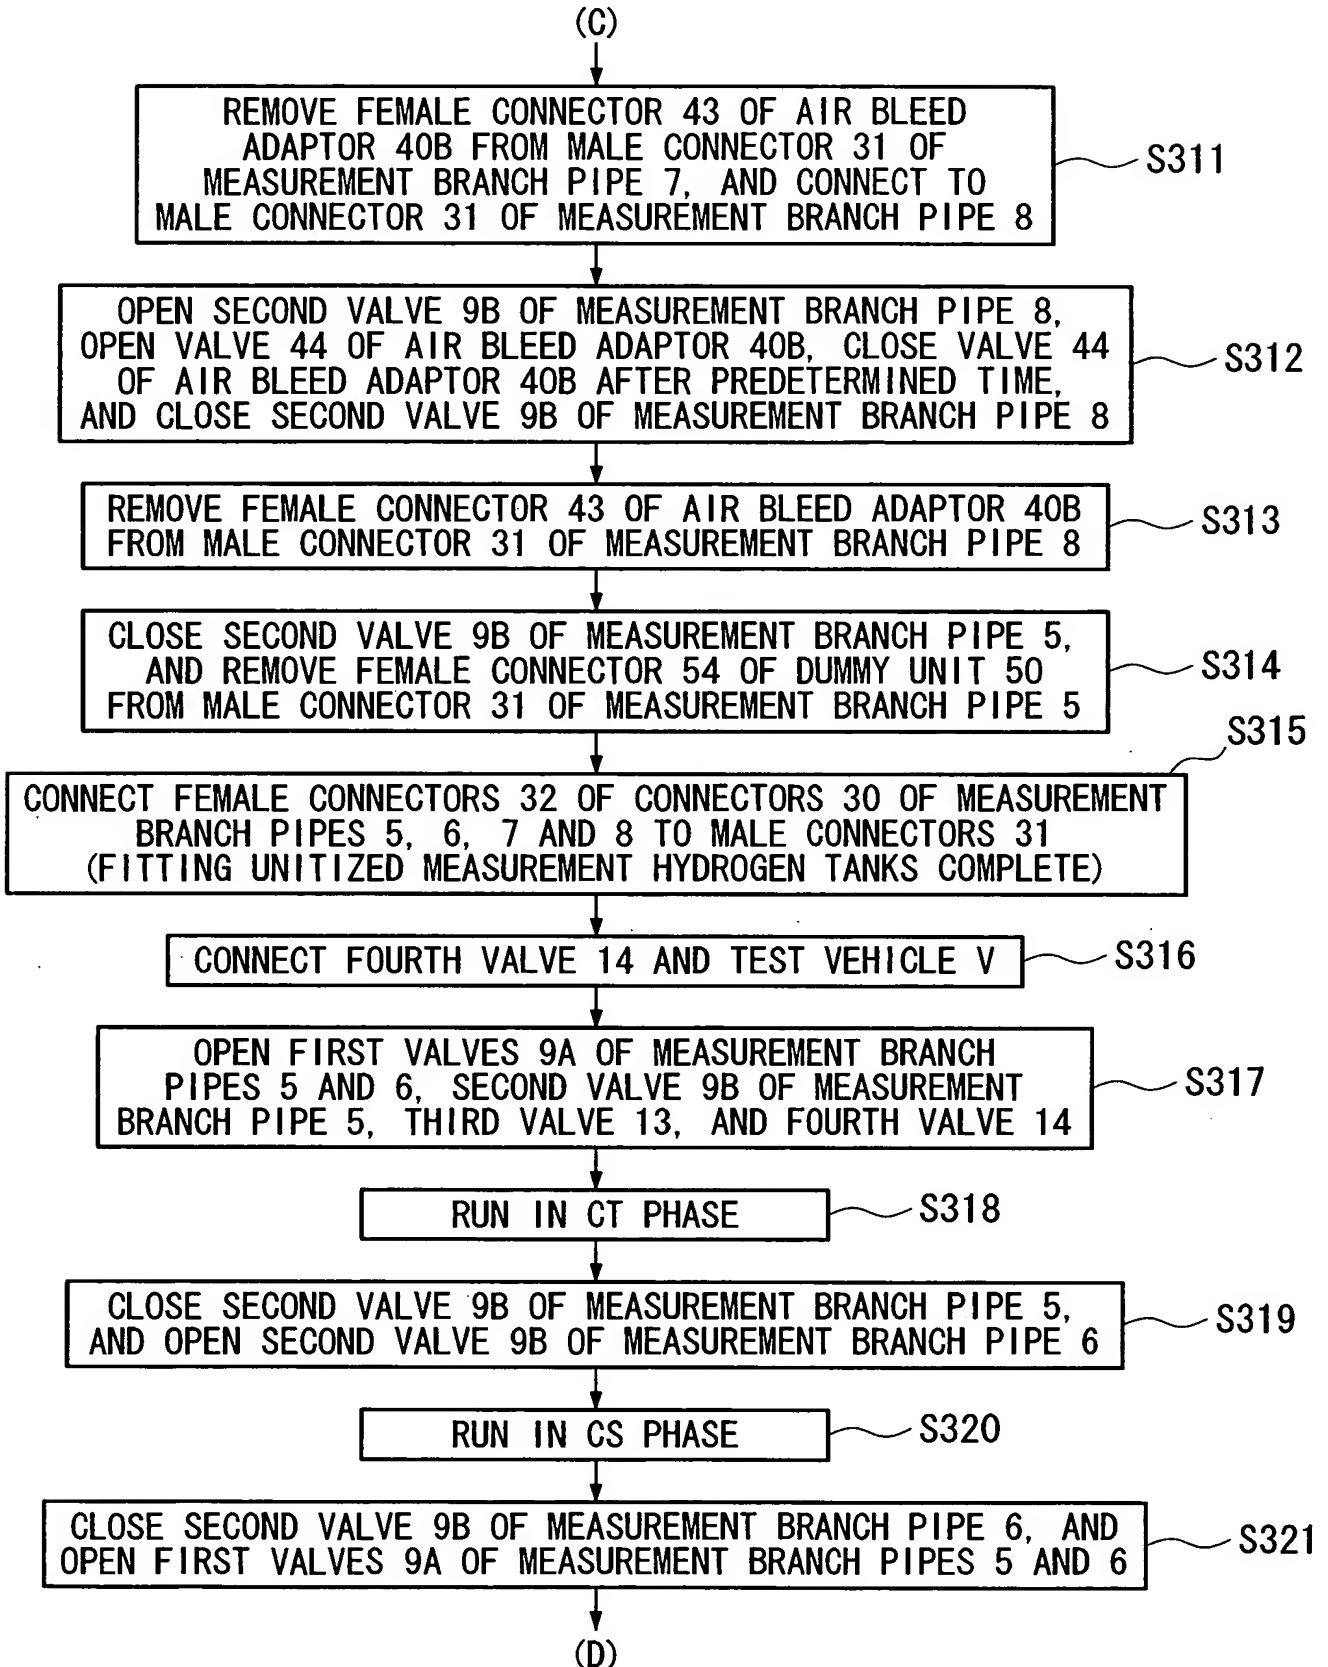 (C)
REMOVE FEMALE CONNECTOR 43 OF AIR BLEED
ADAPTOR 40B FROM MALE CONNECTOR 31 OF
MEASUREMENT BRANCH PIPE 7, AND CONNECT TO
MALE CONNECTOR 31 OF MEASUREMENT BRANCH PIPE 8
S311
OPEN SECOND VALVE 9B OF MEASUREMENT BRANCH PIPE 8,
OPEN VALVE 44 OF AIR BLEED ADAPTOR 40B, CLOSE VALVE 44
OF AIR BLEED ADAPTOR 40B AFTER PREDETERMINED TIME,
AND CLOSE SECOND VALVE 9B OF MEASUREMENT BRANCH PIPE 8
S312
REMOVE FEMALE CONNECTOR 43 OF AIR BLEED ADAPTOR 40B
FROM MALE CONNECTOR 31 OF MEASUREMENT BRANCH PIPE 8
S313
CLOSE SECOND VALVE 9B OF MEASUREMENT BRANCH PIPE 5,
AND REMOVE FEMALE CONNECTOR 54 OF DUMMY UNIT 50
FROM MALE CONNECTOR 31 OF MEASUREMENT BRANCH PIPE 5
S314
CONNECT FEMALE CONNECTORS 32 OF CONNECTORS 30 OF MEASUREMENT
BRANCH PIPES 5, 6, 7 AND 8 TO MALE CONNECTORS 31
(FITTING UNITIZED MEASUREMENT HYDROGEN TANKS COMPLETE)
S315
CONNECT FOURTH VALVE 14 AND TEST VEHICLE V
S316
OPEN FIRST VALVES 9A OF MEASUREMENT BRANCH
PIPES 5 AND 6, SECOND VALVE 9B OF MEASUREMENT
BRANCH PIPE 5, THIRD VALVE 13, AND FOURTH VALVE 14
S317
RUN IN CT PHASE
S318
CLOSE SECOND VALVE 9B OF MEASUREMENT BRANCH PIPE 5,
AND OPEN SECOND VALVE 9B OF MEASUREMENT BRANCH PIPE 6
S319
RUN IN CS PHASE
S320
CLOSE SECOND VALVE 9B OF MEASUREMENT BRANCH PIPE 6, AND
OPEN FIRST VALVES 9A OF MEASUREMENT BRANCH PIPES 5 AND 6
S321
(D)